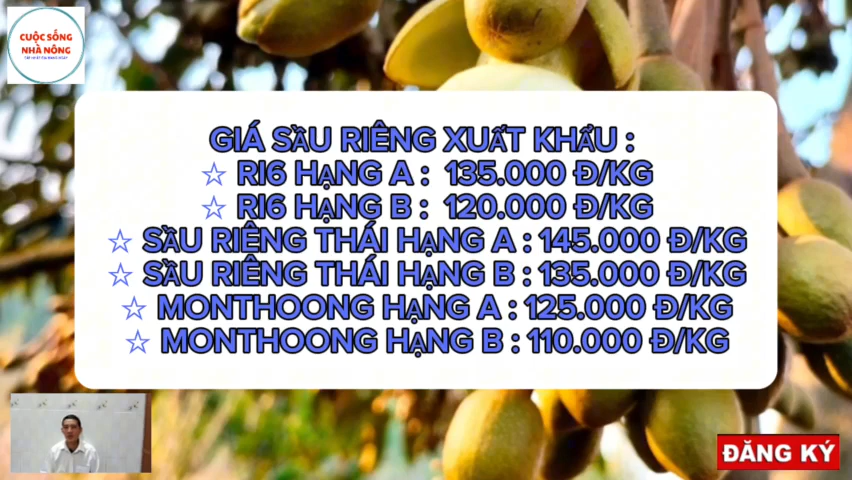 CUỘC SỐNG
NHÀ NÔNG
GIÁ SẦU RIÊNG XUẤT KHẨU :
☆ RI6 HẠNG A : 135.000 Đ/KG
☆ RI6 HẠNG B : 120.000 Đ/KG
☆ SẦU RIÊNG THÁI HẠNG A : 145.000 Đ/KG
☆ SẦU RIÊNG THÁI HẠNG B : 135.000 Đ/KG
☆ MONTHOONG HẠNG A : 125.000 Đ/KG
☆ MONTHOONG HẠNG B : 110.000 Đ/KG
ĐĂNG KÝ